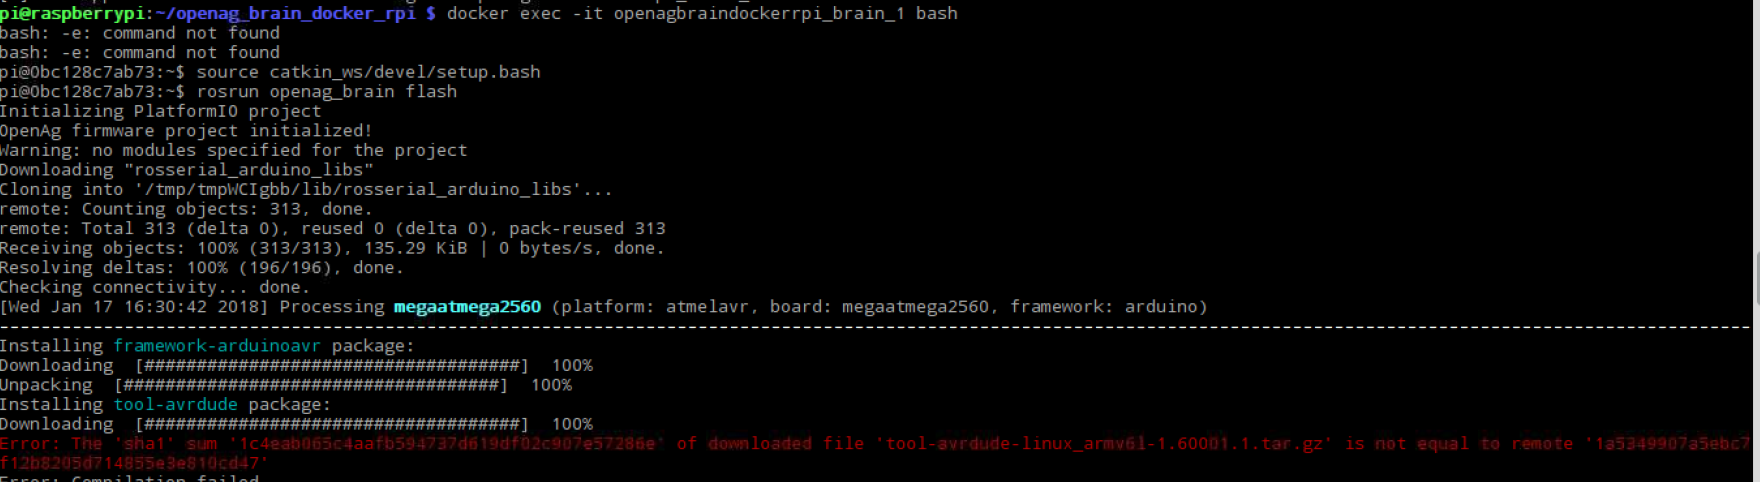 pi@raspberrypi:~/openag_brain_docker_rpi $ docker exec -it openagbraindockerrpi_brain_1 bash
bash: -e: command not found
bash: -e: command not found
pi@0bc128c7ab73:~$ source catkin_ws/devel/setup.bash
pi@0bc128c7ab73:~$ rosrun openag_brain flash
Initializing PlatformIO project
OpenAg firmware project initialized!
Warning: no modules specified for the project
Downloading "rosserial_arduino_libs"
Cloning into '/tmp/tmpWCIgbb/lib/rosserial_arduino_libs'...
remote: Counting objects: 313, done.
remote: Total 313 (delta 0), reused 0 (delta 0), pack-reused 313
Receiving objects: 100% (313/313), 135.29 KiB | 0 bytes/s, done.
Resolving deltas: 100% (196/196), done.
Checking connectivity... done.
[Wed Jan 17 16:30:42 2018] Processing megaatmega2560 (platform: atmelavr, board: megaatmega2560, framework: arduino)
Installing framework-arduinoavr package:
Downloading  [####################################]  100%
Unpacking  [####################################]  100%
Installing tool-avrdude package:
Downloading  [####################################]  100%
Error: The 'sha1' sum '1c4eab065c4aafb594737d619df02c907e57286e' of downloaded file 'tool-avrdude-linux_armv6l-1.60001.1.tar.gz' is not equal to remote '1a5349907a5ebc7
f12b8205d714855e3e810cd47'
Error: Compilation failed